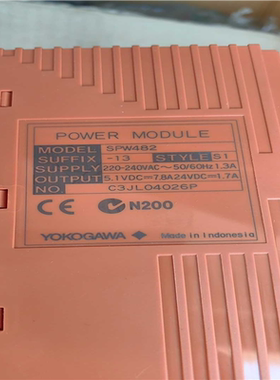 POWER MODULE
MODEL SPW482
SUFFIX -13 STYLE S1
SUPPLY 220-240VAC~50/60Hz 1.3A
OUTPUT 5.1VDC⎓7.8A 24VDC⎓1.7A
NO C3JL04026P
CE N200
YOKOGAWA ◆ Made in Indonesia